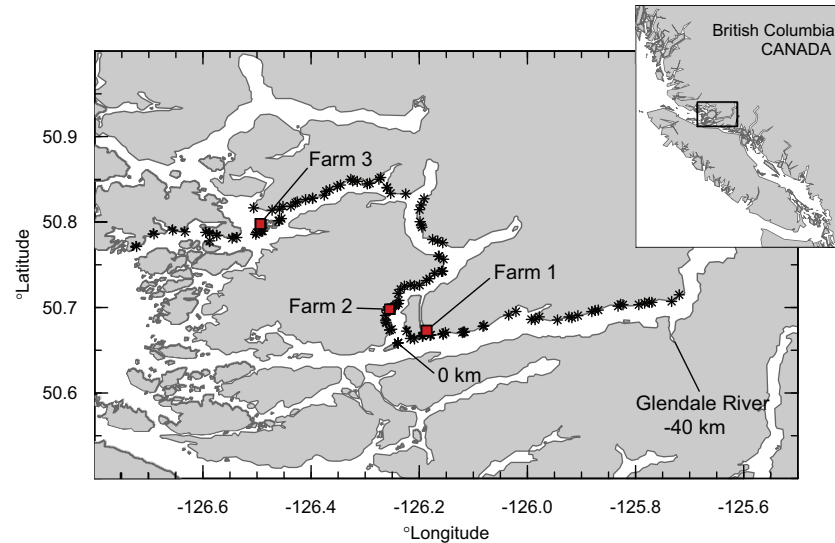 British Columbia
CANADA
50.9
Farm 3
50.8
°Latitude
Farm 1
50.7
Farm 2
0 km
50.6
Glendale River
-40 km
-126.6
-126.4
-126.2
-126.0
-125.8
-125.6
°Longitude